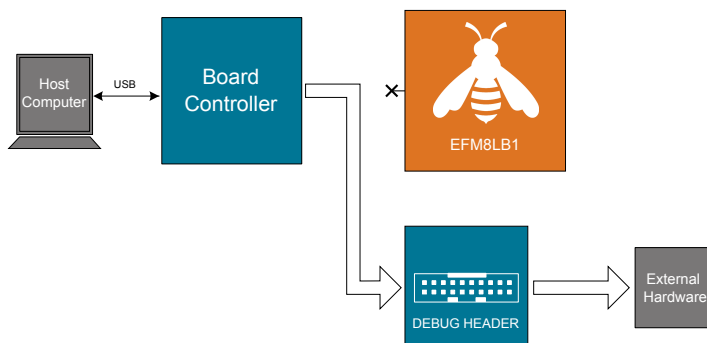 Host
Computer
USB
Board
Controller
EFM8LB1
DEBUG HEADER
External
Hardware